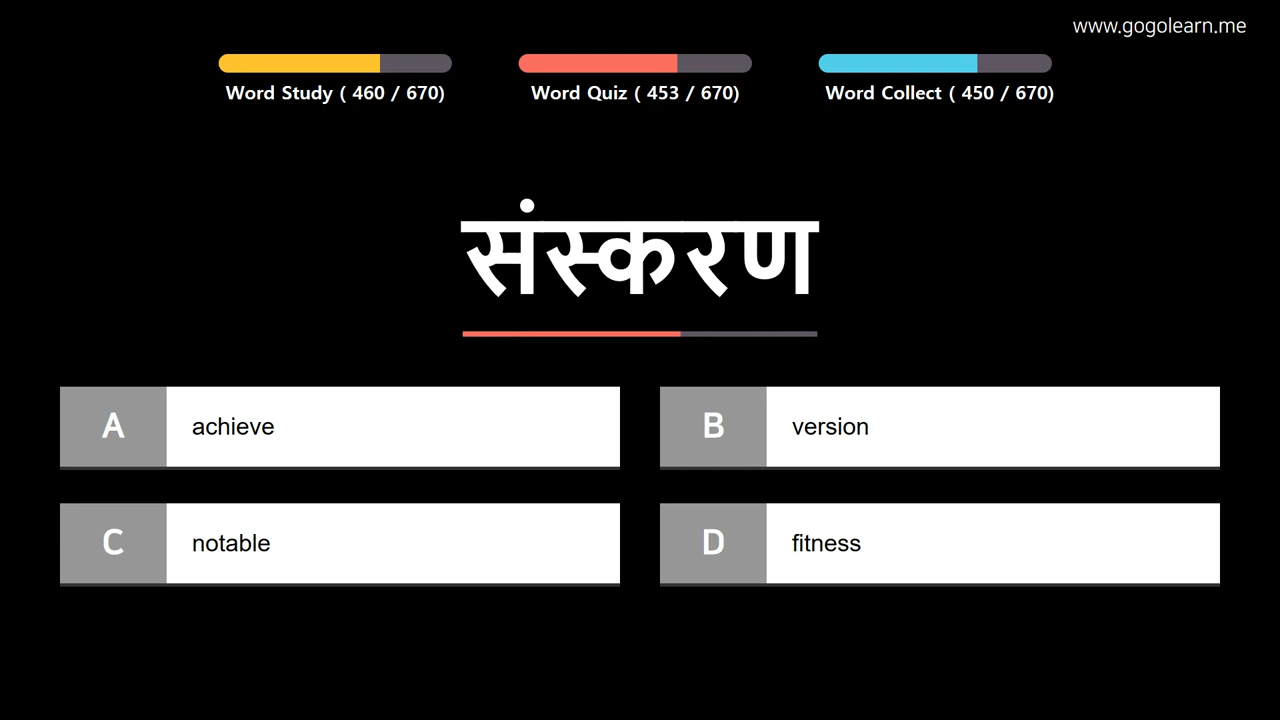 www.gogolearn.me
Word Study ( 460 / 670) Word Quiz ( 453 / 670) Word Collect ( 450 / 670)
संस्करण
A achieve B version
C notable D fitness